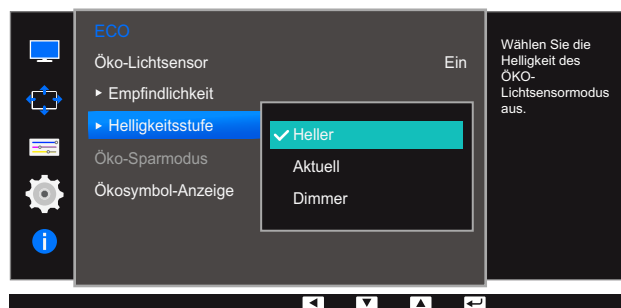 ECO
Öko-Lichtsensor Ein
▸ Empfindlichkeit
▸ Helligkeitsstufe
Öko-Sparmodus
Ökosymbol-Anzeige
Heller
Aktuell
Dimmer
Wählen Sie die
Helligkeit des
ÖKO-
Lichtsensormodus
aus.